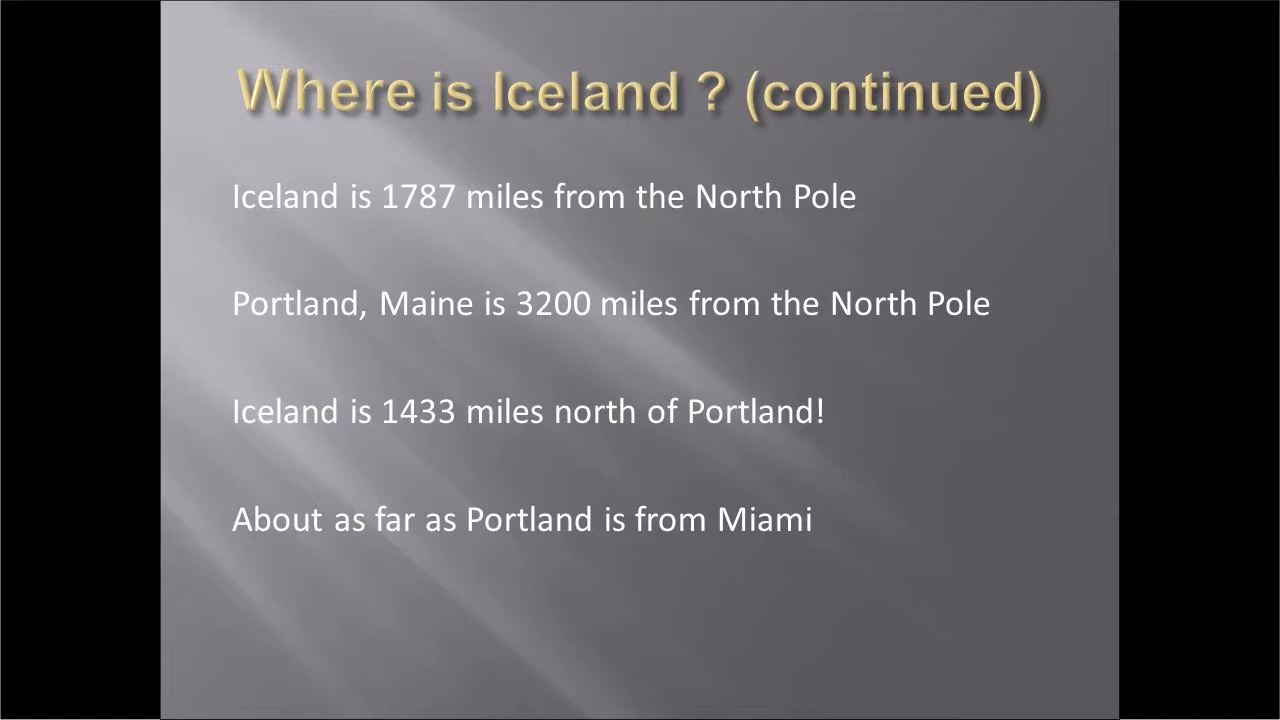 Where is Iceland ? (continued)
Iceland is 1787 miles from the North Pole
Portland, Maine is 3200 miles from the North Pole
Iceland is 1433 miles north of Portland!
About as far as Portland is from Miami